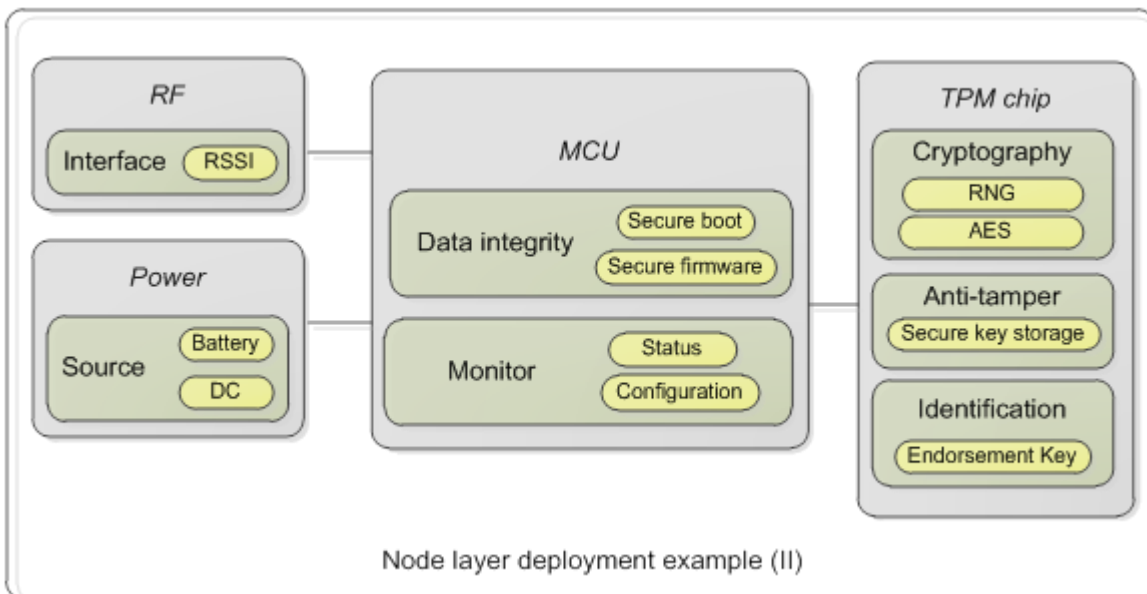 RF
Interface
RSSI
Power
Source
Battery
DC
MCU
Data integrity
Secure boot
Secure firmware
Monitor
Status
Configuration
TPM chip
Cryptography
RNG
AES
Anti-tamper
Secure key storage
Identification
Endorsement Key
Node layer deployment example (II)